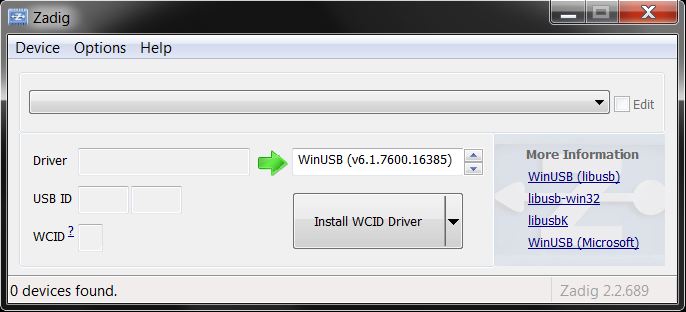 Zadig
Device Options Help
Edit
Driver
WinUSB (v6.1.7600.16385)
USB ID
WCID ?
Install WCID Driver
More Information
WinUSB (libusb)
libusb-win32
libusbK
WinUSB (Microsoft)
0 devices found.
Zadig 2.2.689